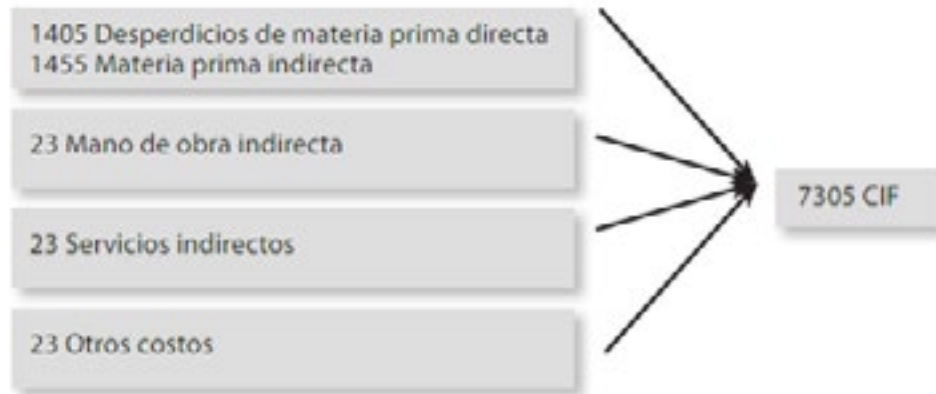 1405 Desperdicios de materia prima directa
1455 Materia prima indirecta
23 Mano de obra indirecta
23 Servicios indirectos
23 Otros costos
7305 CIF